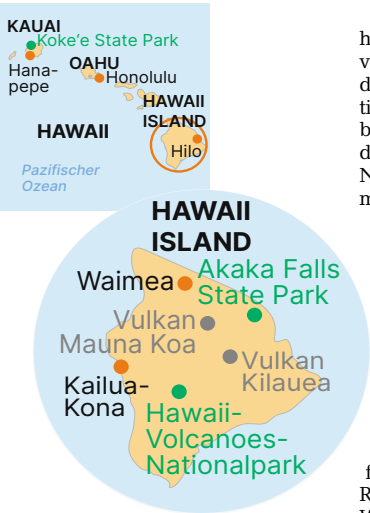 KAUAI
Koke‘e State Park
Hana-
pepe
OAHU
Honolulu
HAWAII
ISLAND
HAWAII
Hilo
Pazifischer
Ozean
HAWAII
ISLAND
Waimea
Akaka Falls
State Park
Vulkan
Mauna Koa
Vulkan
Kilauea
Kailua-
Kona
Hawaii-
Volcanoes-
Nationalpark
h
v
d
ti
b
d
N
m
f
R